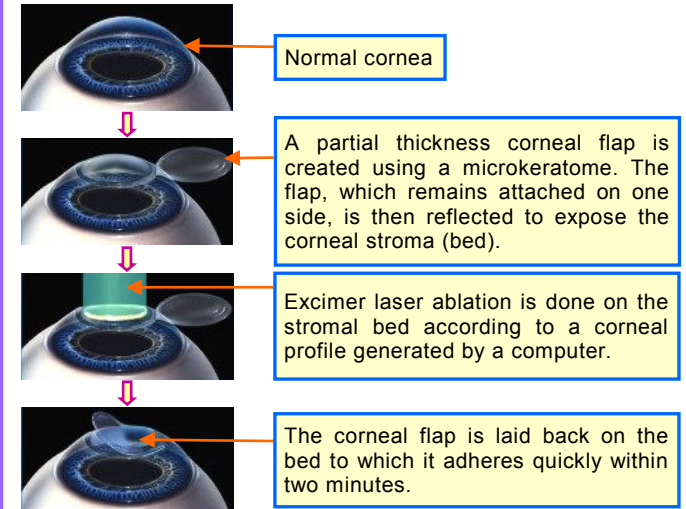 Normal cornea
A partial thickness corneal flap is
created using a microkeratome. The
flap, which remains attached on one
side, is then reflected to expose the
corneal stroma (bed).
Excimer laser ablation is done on the
stromal bed according to a corneal
profile generated by a computer.
The corneal flap is laid back on the
bed to which it adheres quickly within
two minutes.